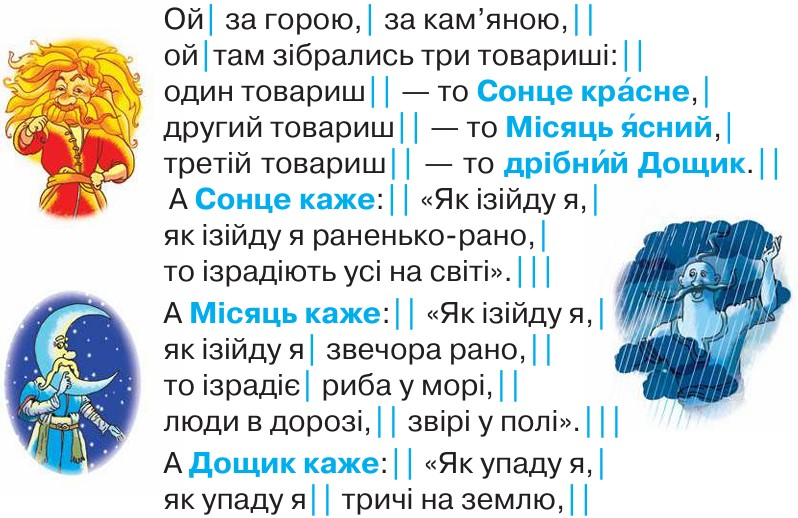 Ой| за горою,| за кам’яною,||
ой|там зібрались три товариші:||
один товариш|| — то Сонце кра́сне,|
другий товариш|| — то Місяць я́сний,|
третій товариш|| — то дрібни́й Дощик.||
А Сонце каже:|| «Як ізійду я,|
як ізійду я раненько-рано,|
то ізрадіють усі на світі».|||
А Місяць каже:|| «Як ізійду я,|
як ізійду я| звечора рано,||
то ізрадіє| риба у морі,||
люди в дорозі,|| звірі у полі».|||
А Дощик каже:|| «Як упаду я,|
як упаду я|| тричі на землю,||